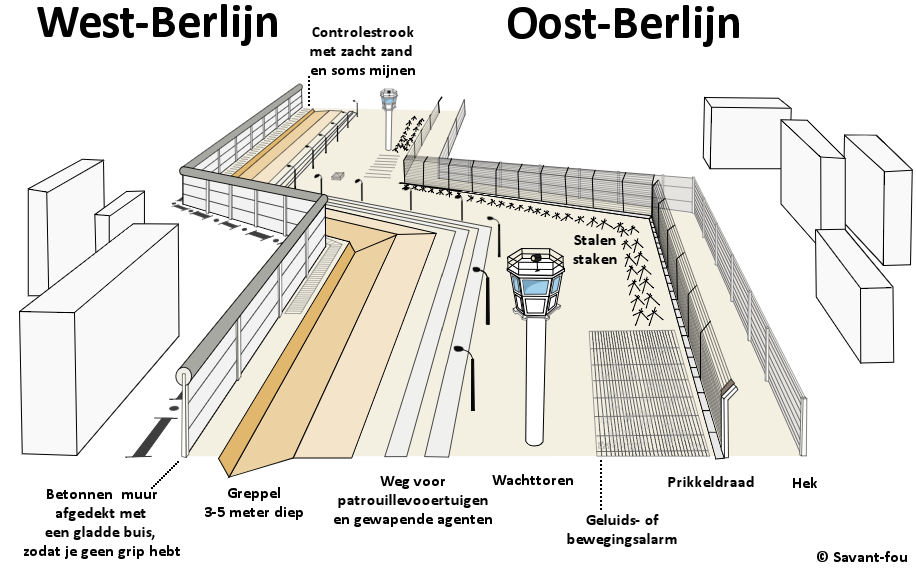 West-Berlijn
Oost-Berlijn
Controlestrook
met zacht zand
en soms mijnen
Stalen
staken
Betonnen muur
afgedekt met
een gladde buis,
zodat je geen grip hebt
Greppel
3-5 meter diep
Weg voor
patrouillevooertuigen
en gewapende agenten
Wachttoren
Geluids- of
bewegingsalarm
Prikkeldraad
Hek
© Savant-fou